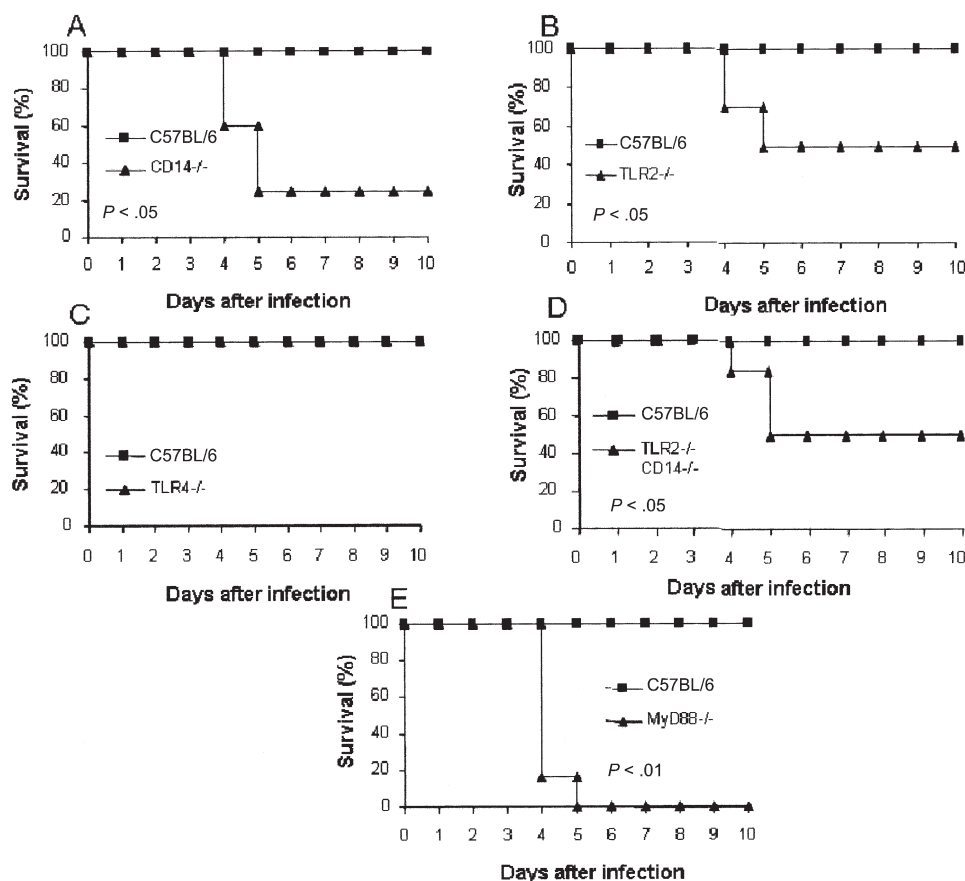 A
100
80
60
40
20
0
Survival (%)
C57BL/6
CD14-/-
P < .05
0 1 2 3 4 5 6 7 8 9 10
Days after infection
B
100
80
60
40
20
0
Survival (%)
C57BL/6
TLR2-/-
P < .05
0 1 2 3 4 5 6 7 8 9 10
Days after infection
C
100
80
60
40
20
0
Survival (%)
C57BL/6
TLR4-/-
0 1 2 3 4 5 6 7 8 9 10
Days after infection
D
100
80
60
40
20
0
Survival (%)
C57BL/6
TLR2-/-
CD14-/-
P < .05
0 1 2 3 4 5 6 7 8 9 10
Days after infection
E
100
80
60
40
20
0
Survival (%)
C57BL/6
MyD88-/-
P < .01
0 1 2 3 4 5 6 7 8 9 10
Days after infection